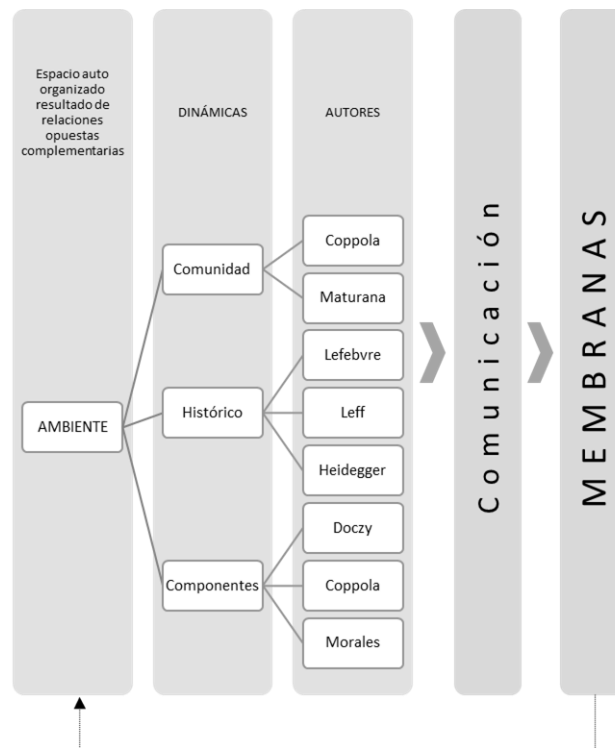 Espacio auto
organizado
resultado de
relaciones
opuestas
complementarias
DINÁMICAS
AUTORES
AMBIENTE
Comunidad
Histórico
Componentes
Coppola
Maturana
Lefebvre
Leff
Heidegger
Doczy
Coppola
Morales
Comunicación
MEMBRANAS